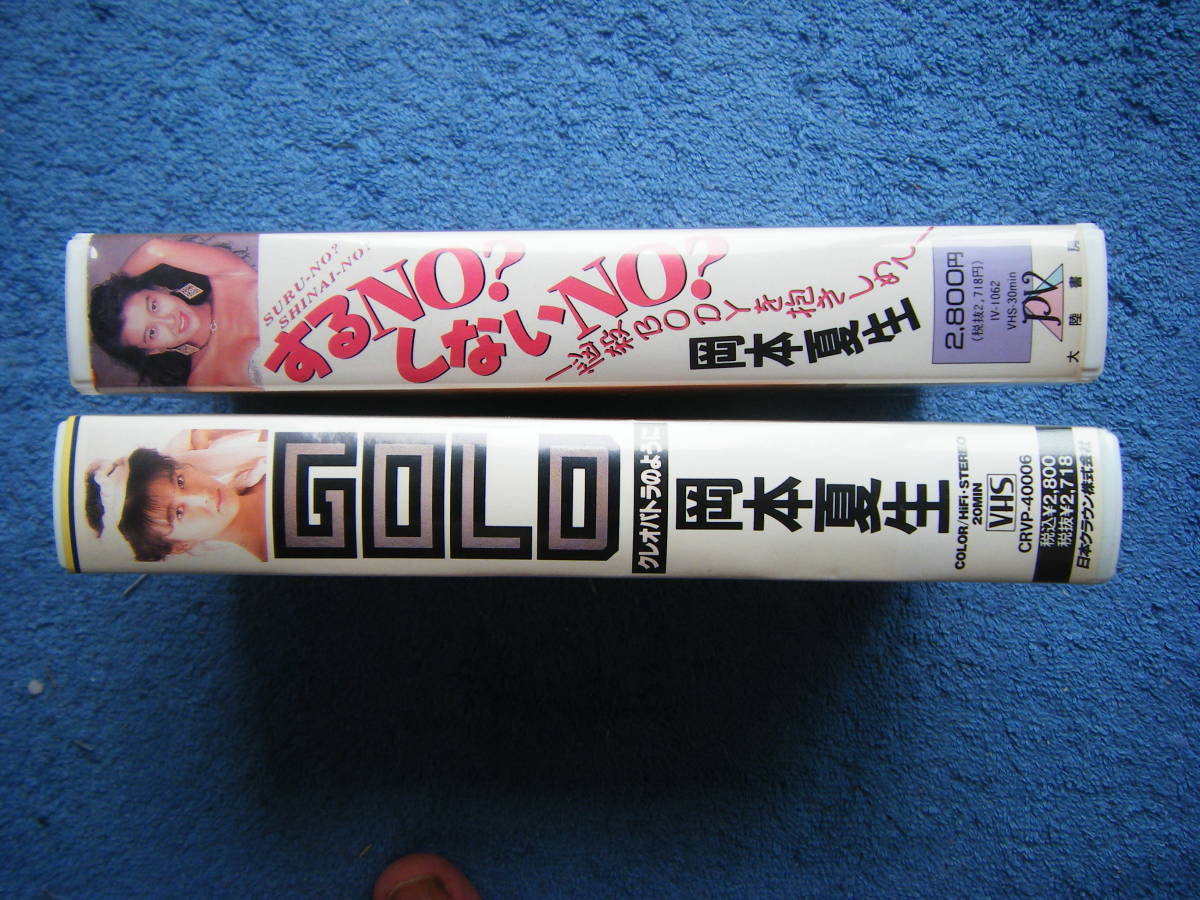 SURU-NO?
SHINAI-NO?
するNO?
しないNO?
―悩殺BODYを抱きしめて―
岡本夏生
2,800円
(税抜2,718円)
IV-1062
VHS-30min
pV
大陸書房
GORO
クレオパトラのように
岡本夏生
COLOR/HiFi・STEREO
20MIN
VHS
CRVP-40006
税込¥2,800
税抜¥2,718
日本クラウン株式会社